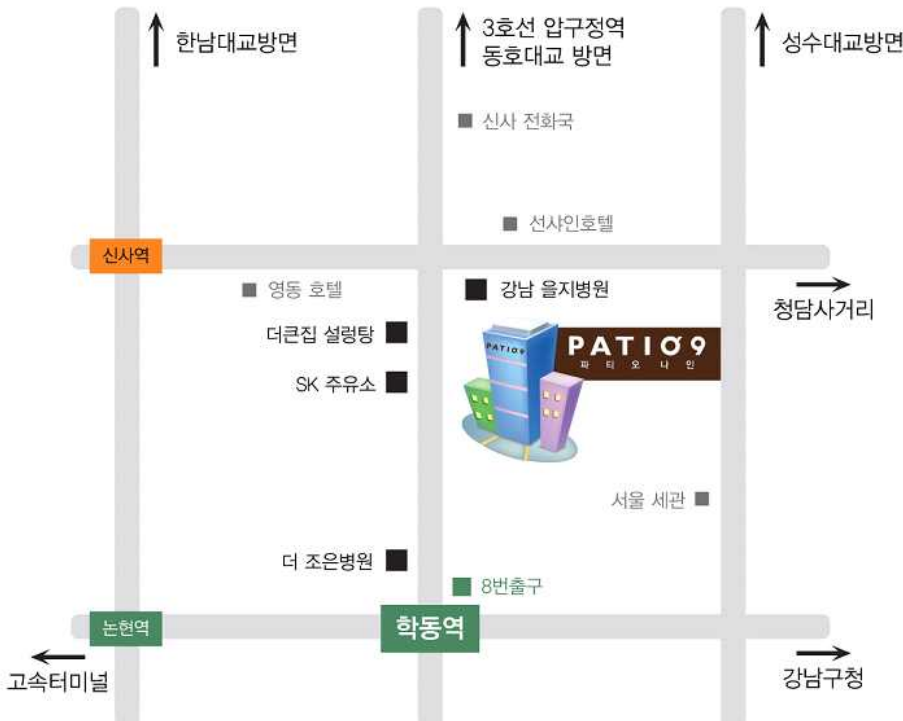 한남대교방면
3호선 압구정역
동호대교 방면
성수대교방면
신사 전화국
선샤인호텔
신사역
영동 호텔
강남 을지병원
청담사거리
더큰집 설렁탕
PATIO9
PATIO9
파티오나인
SK 주유소
서울 세관
더 조은병원
8번출구
논현역
학동역
고속터미널
강남구청